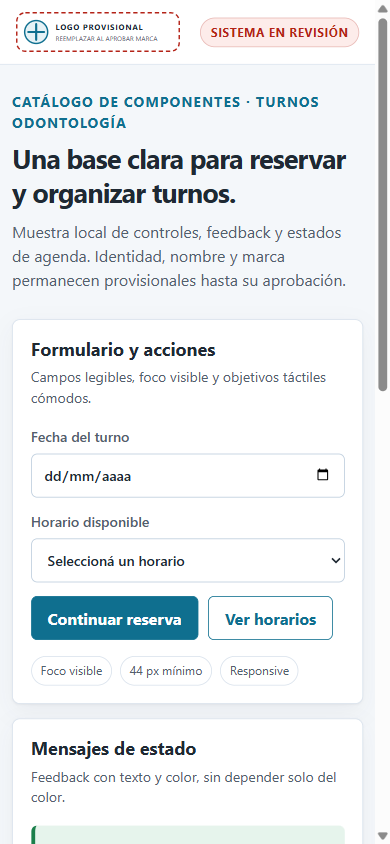 LOGO PROVISIONAL
REEMPLAZAR AL APROBAR MARCA
SISTEMA EN REVISIÓN
CATÁLOGO DE COMPONENTES · TURNOS
ODONTOLOGÍA
Una base clara para reservar
y organizar turnos.
Muestra local de controles, feedback y estados
de agenda. Identidad, nombre y marca
permanecen provisionales hasta su aprobación.
Formulario y acciones
Campos legibles, foco visible y objetivos táctiles
cómodos.
Fecha del turno
dd/mm/aaaa
Horario disponible
Seleccioná un horario
Continuar reserva
Ver horarios
Foco visible
44 px mínimo
Responsive
Mensajes de estado
Feedback con texto y color, sin depender solo del
color.